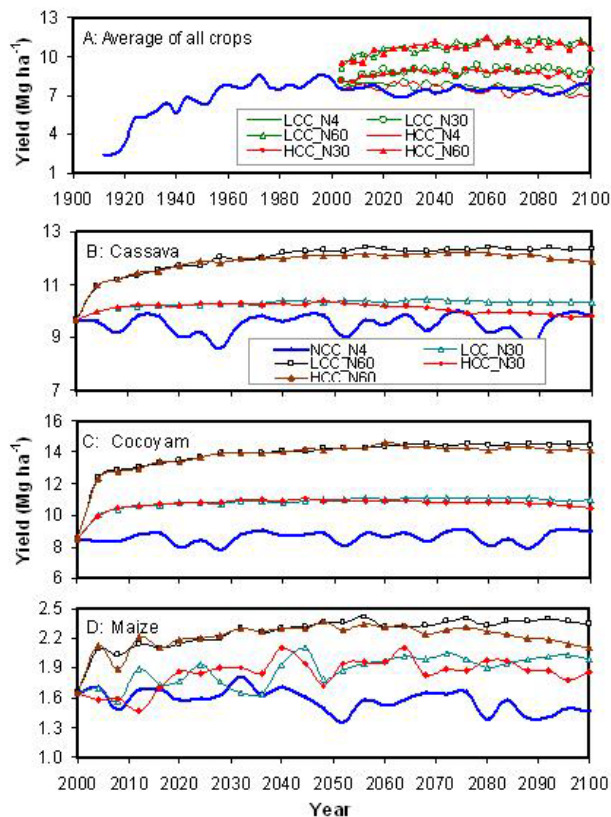 A: Average of all crops
Yield (Mg ha⁻¹)
13
10
7
4
1
LCC_N4
LCC_N30
LCC_N60
HCC_N4
HCC_N30
HCC_N60
1900 1920 1940 1960 1980 2000 2020 2040 2060 2080 2100
B: Cassava
13
12
10
9
7
NCC_N4
LCC_N30
LCC_N60
HCC_N30
HCC_N60
Yield (Mg ha⁻¹)
C: Cocoyam
16
14
12
10
8
6
D: Maize
2.5
2.2
1.9
1.6
1.3
1.0
2000 2010 2020 2030 2040 2050 2060 2070 2080 2090 2100
Year